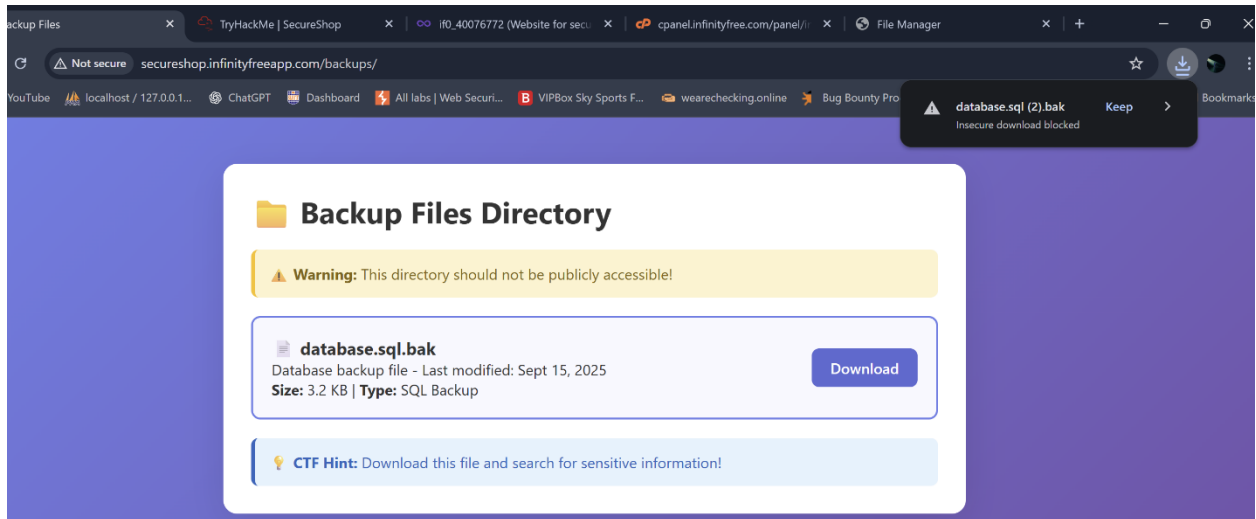 ackup Files
TryHackMe | SecureShop
if0_40076772 (Website for secu
cpanel.infinityfree.com/panel/i
File Manager
Not secure
secureshop.infinityfreeapp.com/backups/
YouTube
localhost / 127.0.0.1...
ChatGPT
Dashboard
All labs | Web Securi...
VIPBox Sky Sports F...
wearechecking.online
Bug Bounty Pro
Bookmarks
database.sql (2).bak
Keep
Insecure download blocked
Backup Files Directory
Warning: This directory should not be publicly accessible!
database.sql.bak
Database backup file - Last modified: Sept 15, 2025
Size: 3.2 KB | Type: SQL Backup
Download
CTF Hint: Download this file and search for sensitive information!